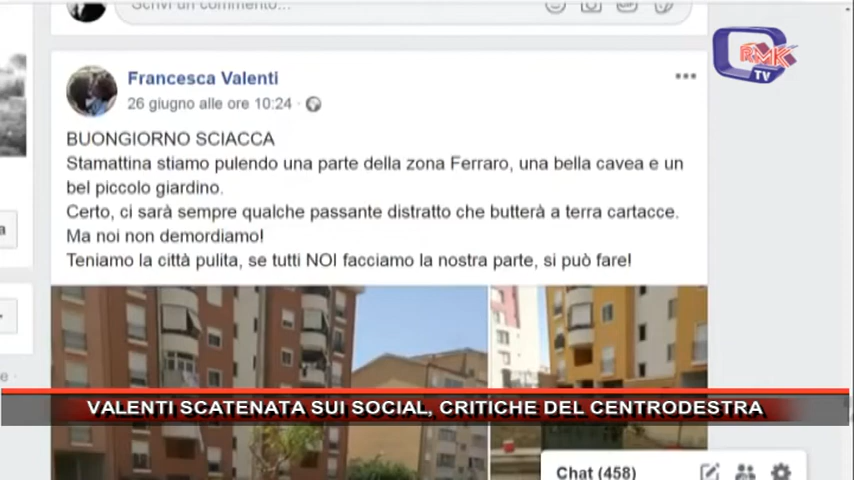 Scrivi un commento...
RMK
TV
Francesca Valenti
26 giugno alle ore 10:24 ·
BUONGIORNO SCIACCA
Stamattina stiamo pulendo una parte della zona Ferraro, una bella cavea e un
bel piccolo giardino.
Certo, ci sarà sempre qualche passante distratto che butterà a terra cartacce.
Ma noi non demordiamo!
Teniamo la città pulita, se tutti NOI facciamo la nostra parte, si può fare!
VALENTI SCATENATA SUI SOCIAL, CRITICHE DEL CENTRODESTRA
Chat (458)